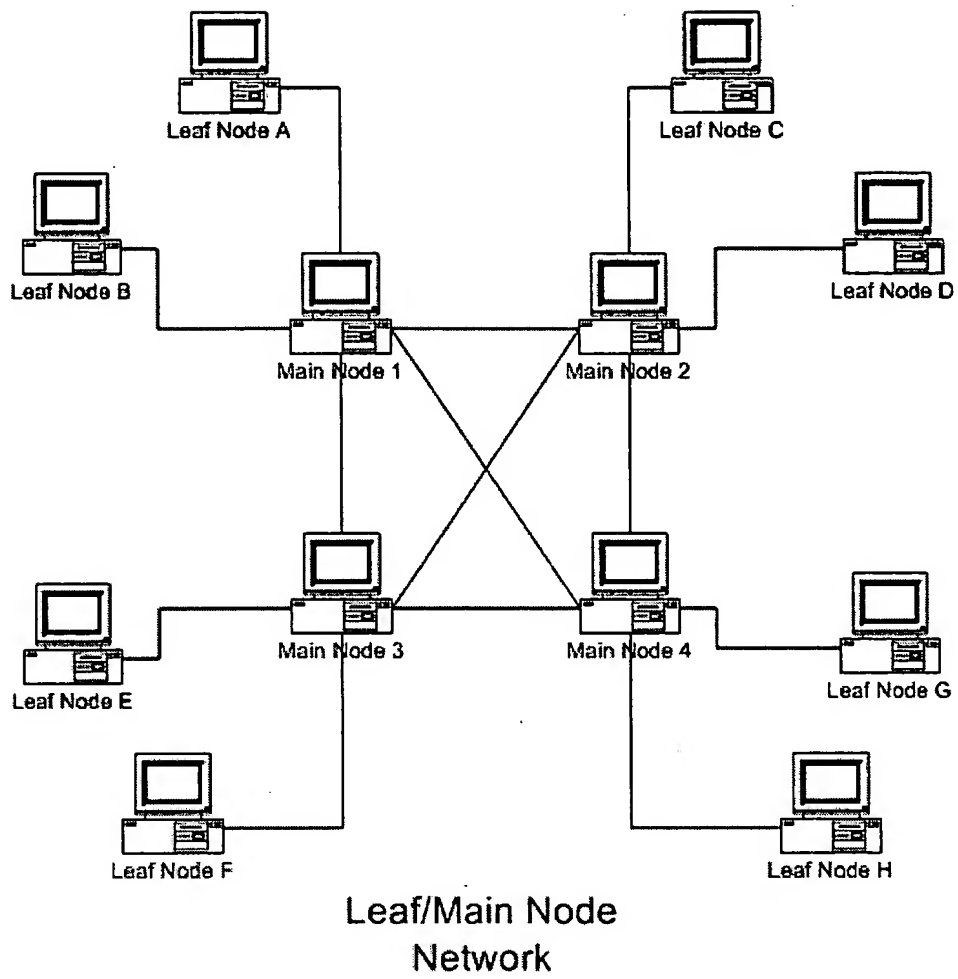 Leaf Node A
Leaf Node C
Leaf Node B
Leaf Node D
Main Node 1
Main Node 2
Main Node 3
Main Node 4
Leaf Node E
Leaf Node G
Leaf Node F
Leaf Node H
Leaf/Main Node
Network